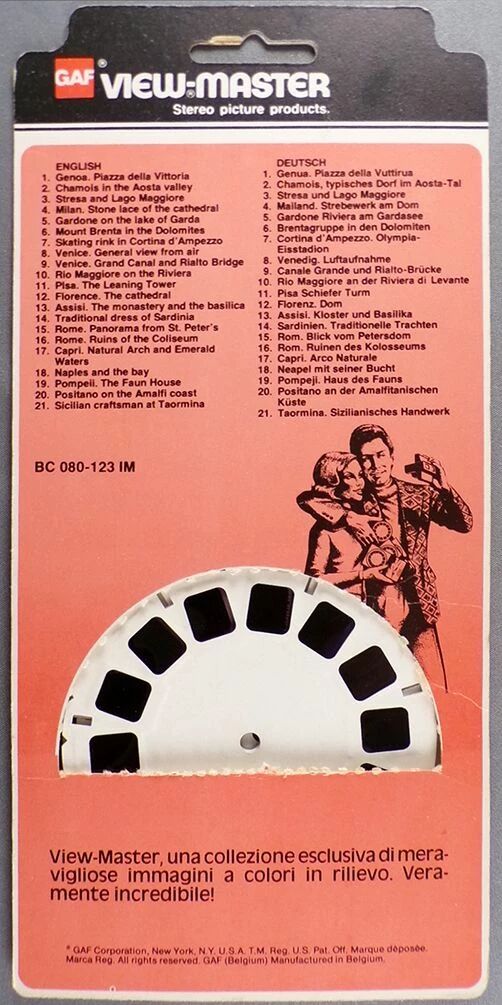 GAF VIEW-MASTER®
Stereo picture products.
ENGLISH
1. Genoa. Piazza della Vittoria
2. Chamois in the Aosta valley
3. Stresa and Lago Maggiore
4. Milan. Stone lace of the cathedral
5. Gardone on the lake of Garda
6. Mount Brenta in the Dolomites
7. Skating rink in Cortina d'Ampezzo
8. Venice. General view from air
9. Venice. Grand Canal and Rialto Bridge
10. Rio Maggiore on the Riviera
11. Pisa. The Leaning Tower
12. Florence. The cathedral
13. Assisi. The monastery and the basilica
14. Traditional dress of Sardinia
15. Rome. Panorama from St. Peter's
16. Rome. Ruins of the Coliseum
17. Capri. Natural Arch and Emerald
Waters
18. Naples and the bay
19. Pompeii. The Faun House
20. Positano on the Amalfi coast
21. Sicilian craftsman at Taormina
DEUTSCH
1. Genua. Piazza della Vuttirua
2. Chamois, typisches Dorf im Aosta-Tal
3. Stresa und Lago Maggiore
4. Mailand. Strebewerk am Dom
5. Gardone Riviera am Gardasee
6. Brentagruppe in den Dolomiten
7. Cortina d'Ampezzo. Olympia-
Eisstadion
8. Venedig. Luftaufnahme
9. Canale Grande und Rialto-Brücke
10. Rio Maggiore an der Riviera di Levante
11. Pisa Schiefer Turm
12. Florenz. Dom
13. Assisi. Kloster und Basilika
14. Sardinien. Traditionelle Trachten
15. Rom. Blick vom Petersdom
16. Rom. Ruinen des Kolosseums
17. Capri. Arco Naturale
18. Neapel mit seiner Bucht
19. Pompeji. Haus des Fauns
20. Positano an der Amalfitanischen
Küste
21. Taormina. Sizilianisches Handwerk
BC 080-123 IM
View-Master, una collezione esclusiva di mera-
vigliose immagini a colori in rilievo. Vera-
mente incredibile!
® GAF Corporation, New York, N.Y. U.S.A. T.M. Reg. U.S. Pat. Off. Marque déposée.
Marca Reg. All rights reserved. GAF (Belgium) Manufactured in Belgium.